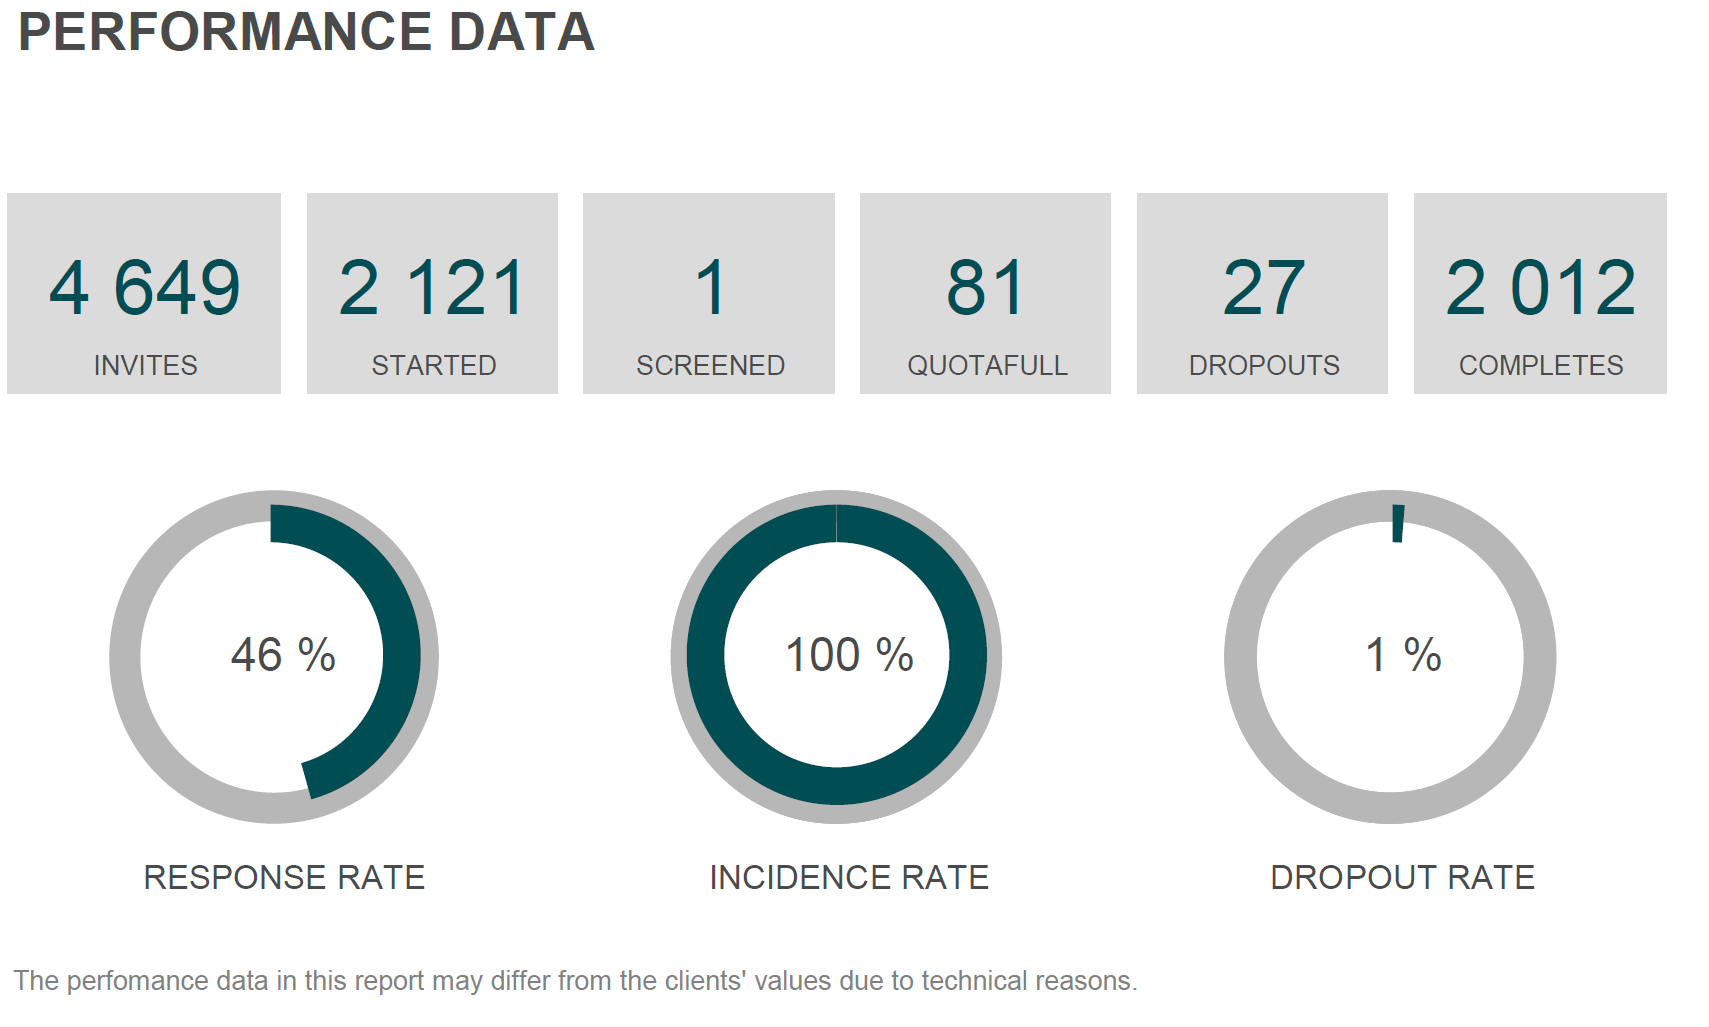 PERFORMANCE DATA
4 649
INVITES
2 121
STARTED
1
SCREENED
81
QUOTAFULL
27
DROPOUTS
2 012
COMPLETES
46 %
RESPONSE RATE
100 %
INCIDENCE RATE
1 %
DROPOUT RATE
The perfomance data in this report may differ from the clients' values due to technical reasons.